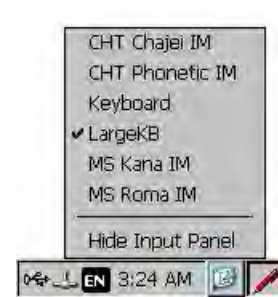 CHT Chajei IM
CHT Phonetic IM
Keyboard
LargeKB
MS Kana IM
MS Roma IM
Hide Input Panel
EN 3:24 AM